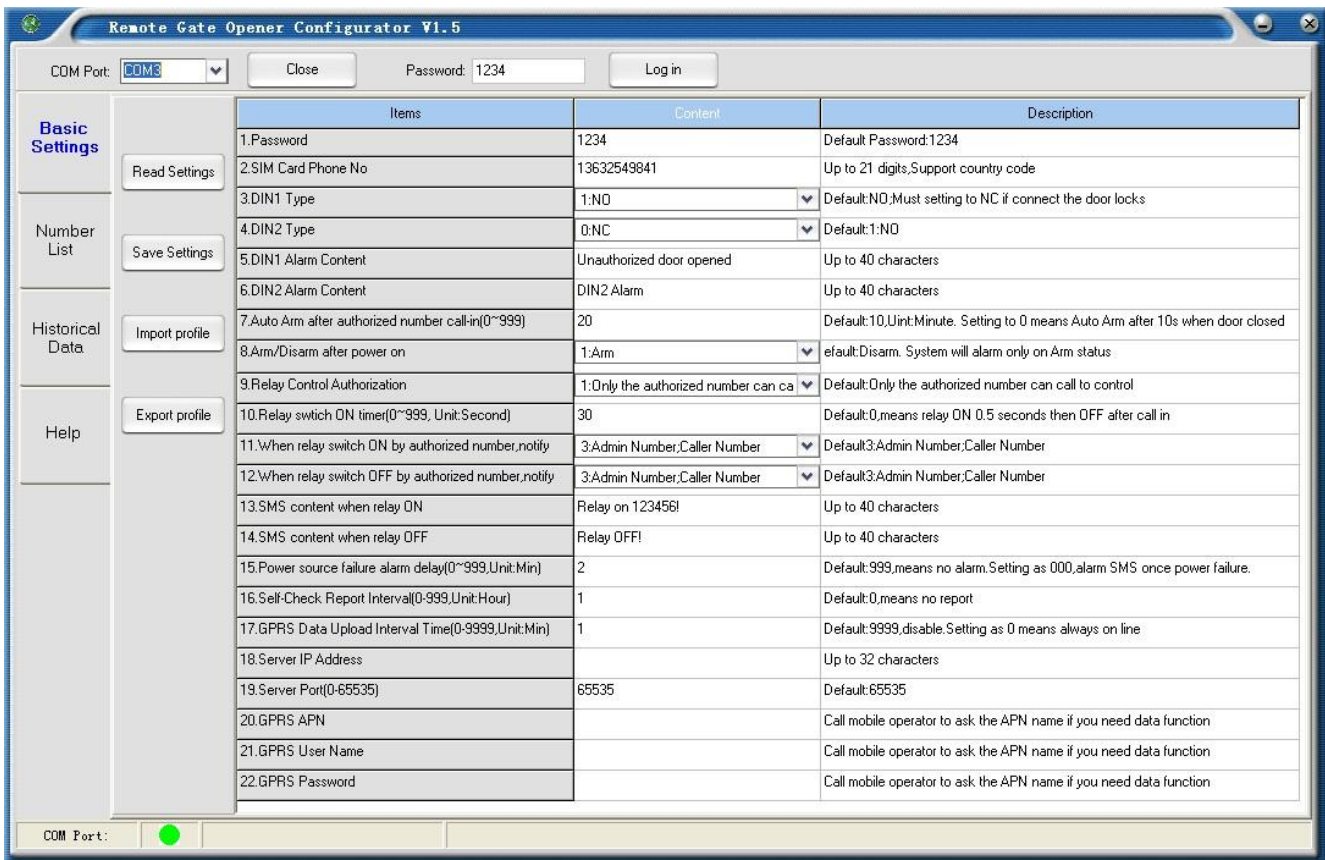 Remote Gate Opener Configurator V1.5
COM Port: COM3 Close Password: 1234 Log in
Basic Settings
Number List
Historical Data
Help
Read Settings
Save Settings
Import profile
Export profile
Items Content Description
1.Password 1234 Default Password:1234
2.SIM Card Phone No 13632549841 Up to 21 digits,Support country code
3.DIN1 Type 1:NO Default:NO;Must setting to NC if connect the door locks
4.DIN2 Type 0:NC Default:1:NO
5.DIN1 Alarm Content Unauthorized door opened Up to 40 characters
6.DIN2 Alarm Content DIN2 Alarm Up to 40 characters
7.Auto Arm after authorized number call-in(0~999) 20 Default:10,Uint:Minute. Setting to 0 means Auto Arm after 10s when door closed
8.Arm/Disarm after power on 1:Arm efault:Disarm. System will alarm only on Arm status
9.Relay Control Authorization 1:Only the authorized number can ca Default:Only the authorized number can call to control
10.Relay swtich ON timer(0~999, Unit:Second) 30 Default:0,means relay ON 0.5 seconds then OFF after call in
11.When relay switch ON by authorized number,notify 3:Admin Number;Caller Number Default3:Admin Number;Caller Number
12.When relay switch OFF by authorized number,notify 3:Admin Number;Caller Number Default3:Admin Number;Caller Number
13.SMS content when relay ON Relay on 123456! Up to 40 characters
14.SMS content when relay OFF Relay OFF! Up to 40 characters
15.Power source failure alarm delay(0~999,Unit:Min) 2 Default:999,means no alarm.Setting as 000,alarm SMS once power failure.
16.Self-Check Report Interval(0-999,Unit:Hour) 1 Default:0,means no report
17.GPRS Data Upload Interval Time(0-9999,Unit:Min) 1 Default:9999,disable.Setting as 0 means always on line
18.Server IP Address Up to 32 characters
19.Server Port(0-65535) 65535 Default:65535
20.GPRS APN Call mobile operator to ask the APN name if you need data function
21.GPRS User Name Call mobile operator to ask the APN name if you need data function
22.GPRS Password Call mobile operator to ask the APN name if you need data function
COM Port: